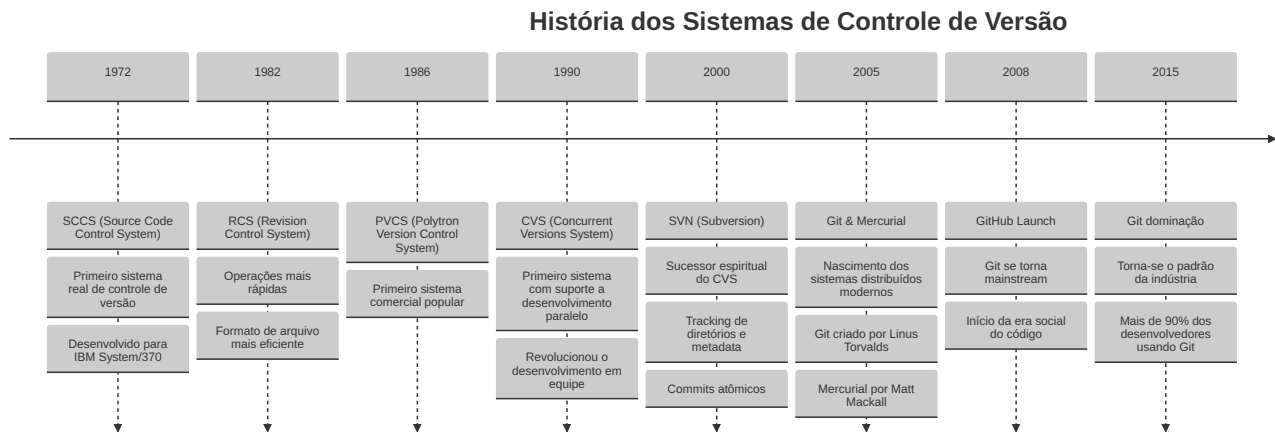 História dos Sistemas de Controle de Versão
1972
1982
1986
1990
2000
2005
2008
2015
SCCS (Source Code
Control System)
Primeiro sistema
real de controle de
versão
Desenvolvido para
IBM System/370
RCS (Revision
Control System)
Operações mais
rápidas
Formato de arquivo
mais eficiente
PVCS (Polytron
Version Control
System)
Primeiro sistema
comercial popular
CVS (Concurrent
Versions System)
Primeiro sistema
com suporte a
desenvolvimento
paralelo
Revolucionou o
desenvolvimento em
equipe
SVN (Subversion)
Sucessor espiritual
do CVS
Tracking de
diretórios e
metadata
Commits atômicos
Git & Mercurial
Nascimento dos
sistemas distribuídos
modernos
Git criado por Linus
Torvalds
Mercurial por Matt
Mackall
GitHub Launch
Git se torna
mainstream
Início da era social
do código
Git dominação
Torna-se o padrão
da indústria
Mais de 90% dos
desenvolvedores
usando Git